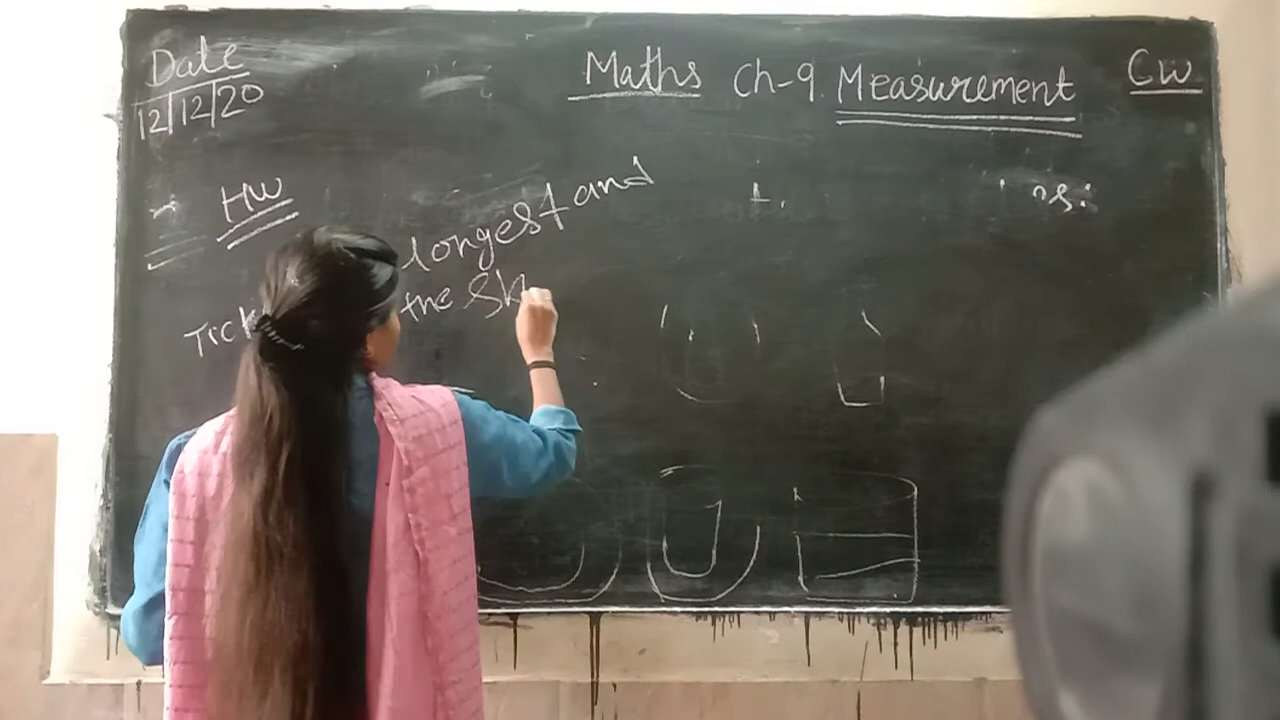 Date
12/12/20
Maths Ch-9 Measurement
CW
HW
Tick longest and
the Sh